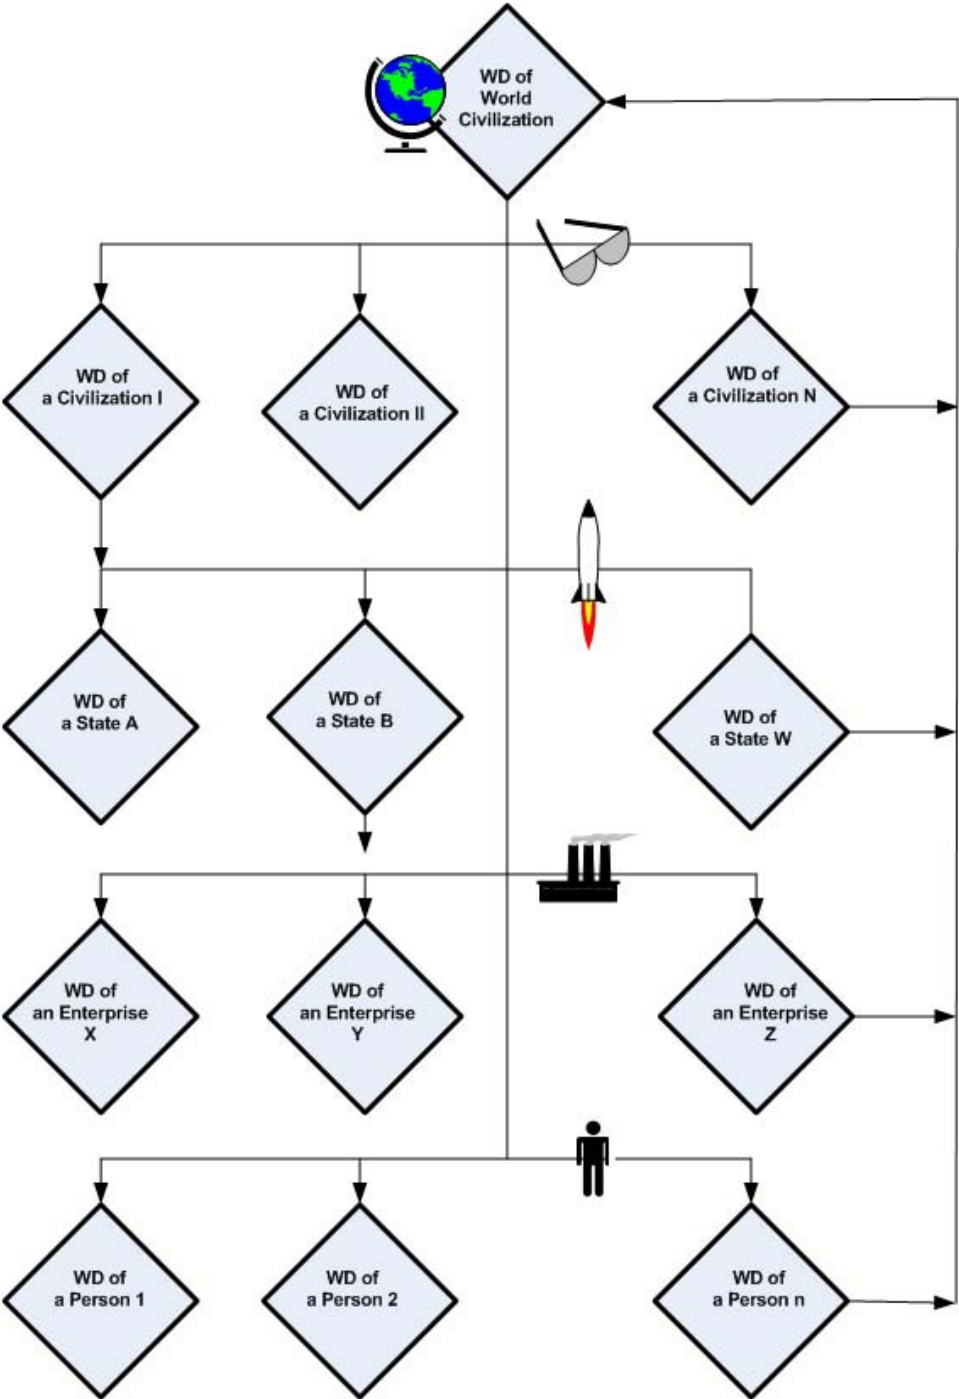 WD of
World
Civilization
WD of
a Civilization I
WD of
a Civilization II
WD of
a Civilization N
WD of
a State A
WD of
a State B
WD of
a State W
WD of
an Enterprise
X
WD of
an Enterprise
Y
WD of
an Enterprise
Z
WD of
a Person 1
WD of
a Person 2
WD of
a Person n